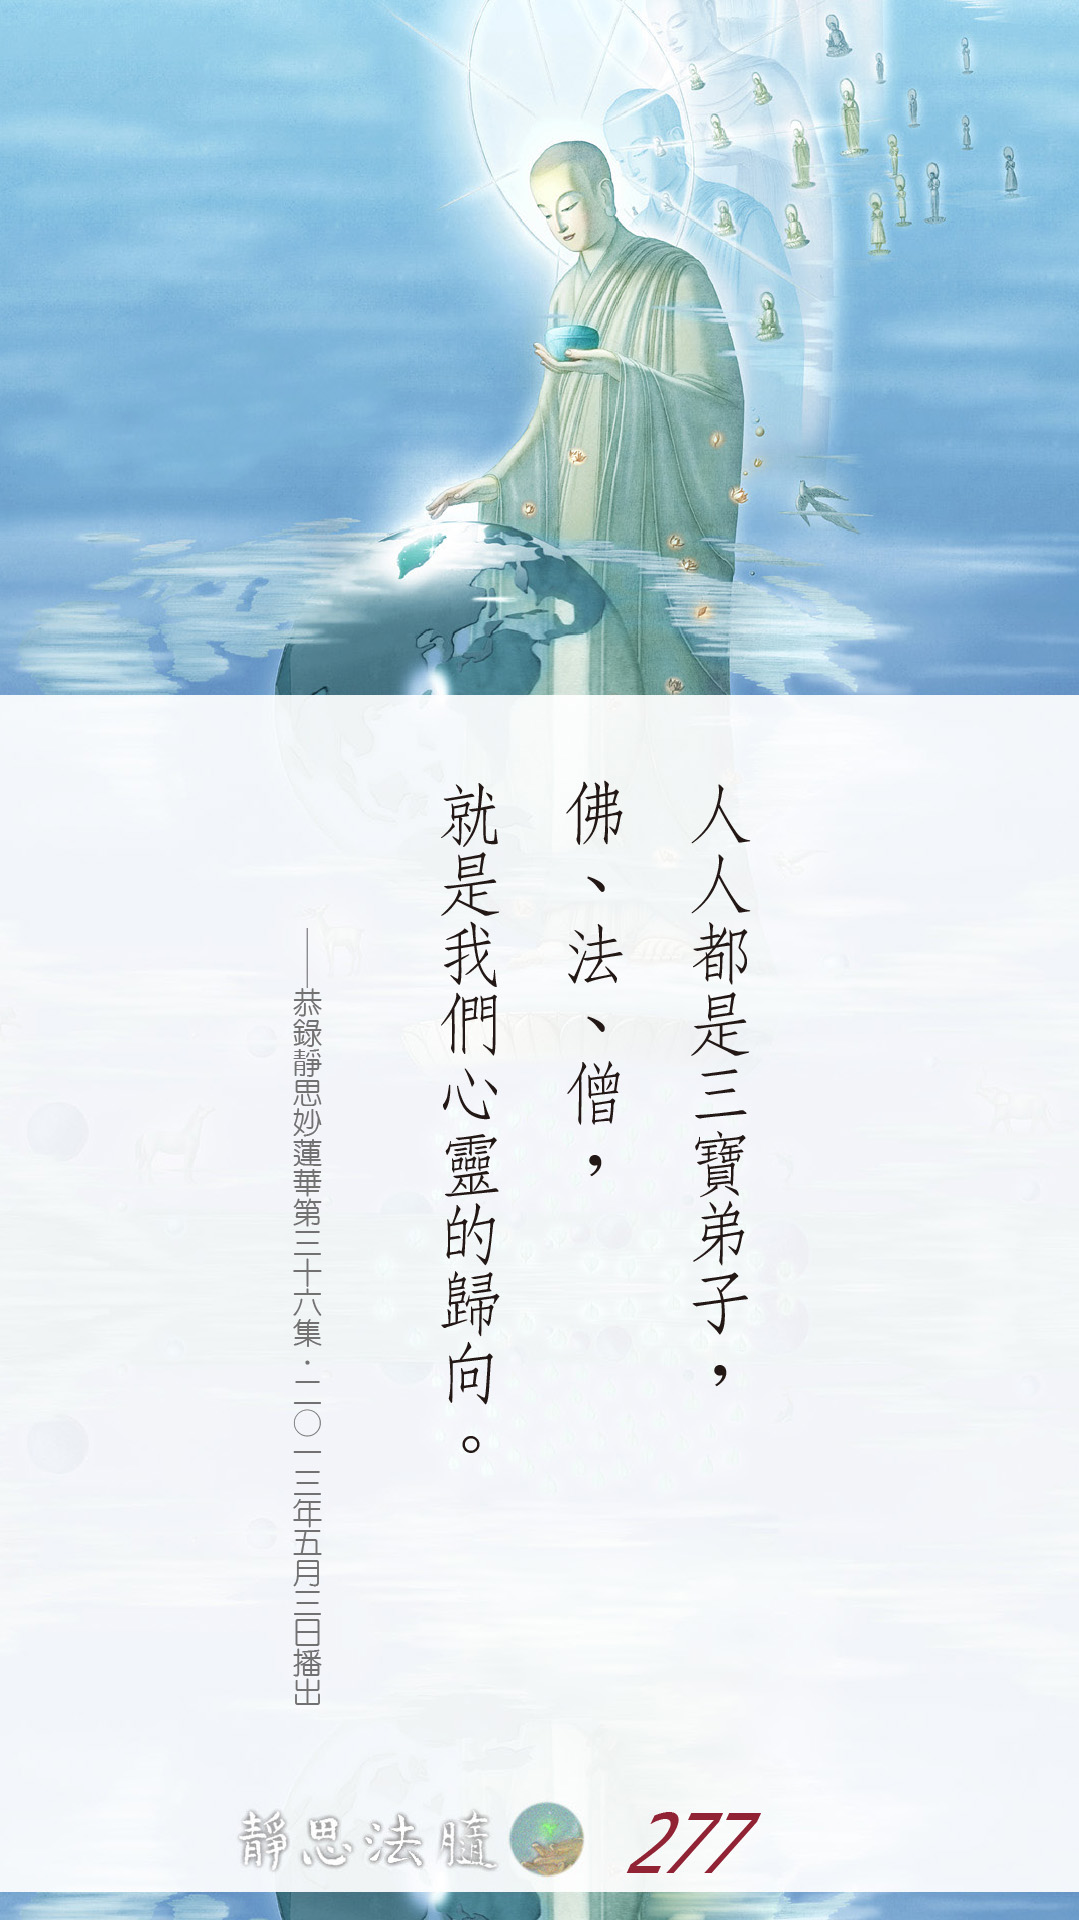 人人都是三寶弟子，
佛、法、僧，
就是我們心靈的歸向。
——恭錄靜思妙蓮華第三十六集．二〇一三年五月三日播出
靜思法髓
277